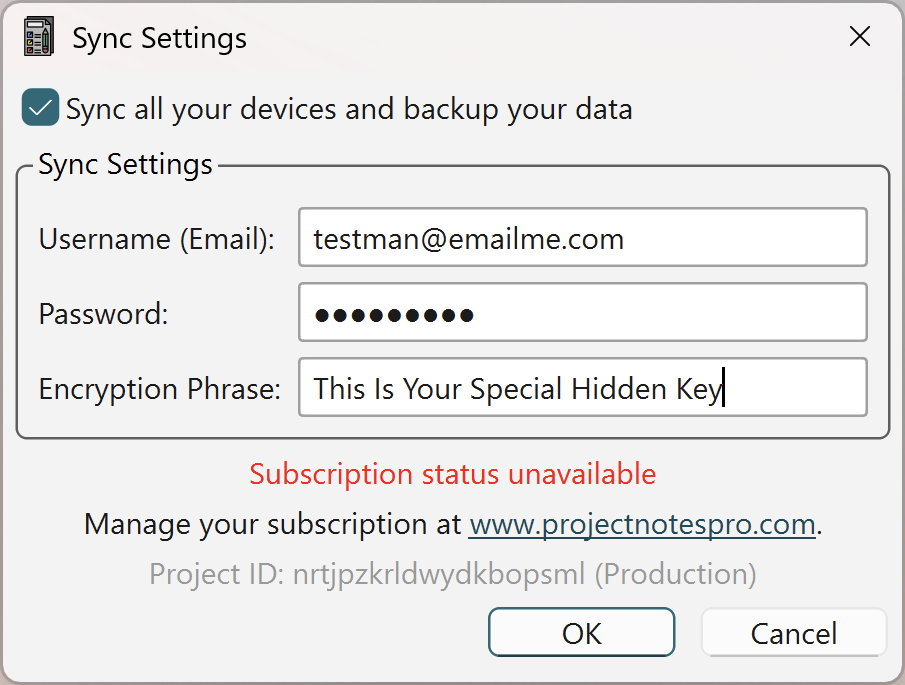 Sync Settings
Sync all your devices and backup your data
Sync Settings
Username (Email): testman@emailme.com
Password: ●●●●●●●●●
Encryption Phrase: This Is Your Special Hidden Key
Subscription status unavailable
Manage your subscription at www.projectnotespro.com.
Project ID: nrtjpzkrldwydkbopsml (Production)
OK Cancel